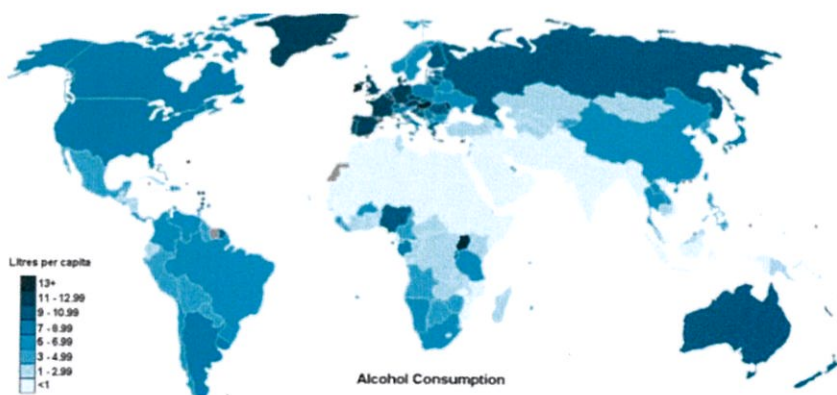 Litres per capita
13+
11 - 12.99
9 - 10.99
7 - 8.99
5 - 6.99
3 - 4.99
1 - 2.99
<1
Alcohol Consumption